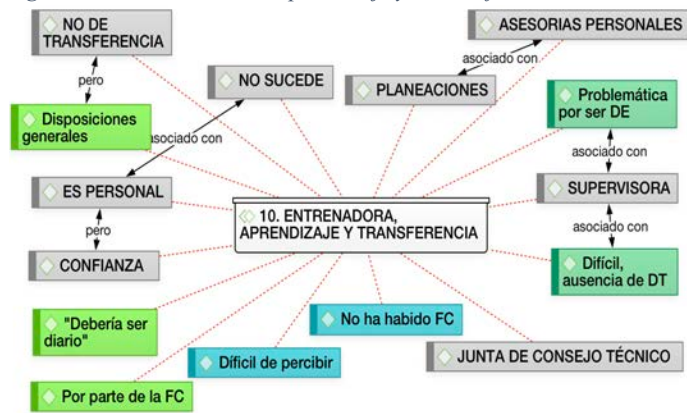 NO DE
TRANSFERENCIA
ASESORIAS PERSONALES
pero
NO SUCEDE
asociado con
PLANEACIONES
Problemática
por ser DE
Disposiciones
generales
asociado con
asociado con
ES PERSONAL
SUPERVISORA
10. ENTRENADORA,
APRENDIZAJE Y TRANSFERENCIA
pero
asociado con
CONFIANZA
Difícil,
ausencia de DT
"Debería ser
diario"
No ha habido FC
Díficil de percibir
JUNTA DE CONSEJO TÉCNICO
Por parte de la FC